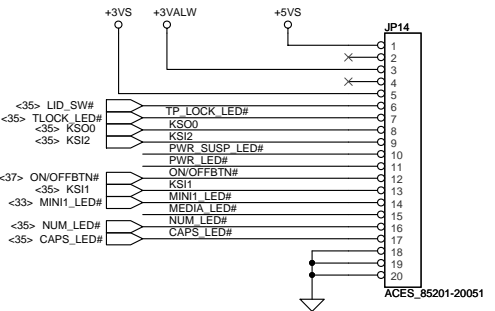 +3VS +3VALW +5VS
JP14
1
2
3
4
5
<35> LID_SW# 6
<35> TLOCK_LED# TP_LOCK_LED# 7
<35> KSO0 KSO0 8
<35> KSI2 KSI2 9
PWR_SUSP_LED# 10
PWR_LED# 11
<37> ON/OFFBTN# ON/OFFBTN# 12
<35> KSI1 KSI1 13
<33> MINI1_LED# MINI1_LED# 14
MEDIA_LED# 15
<35> NUM_LED# NUM_LED# 16
<35> CAPS_LED# CAPS_LED# 17
18
19
20
ACES_85201-20051